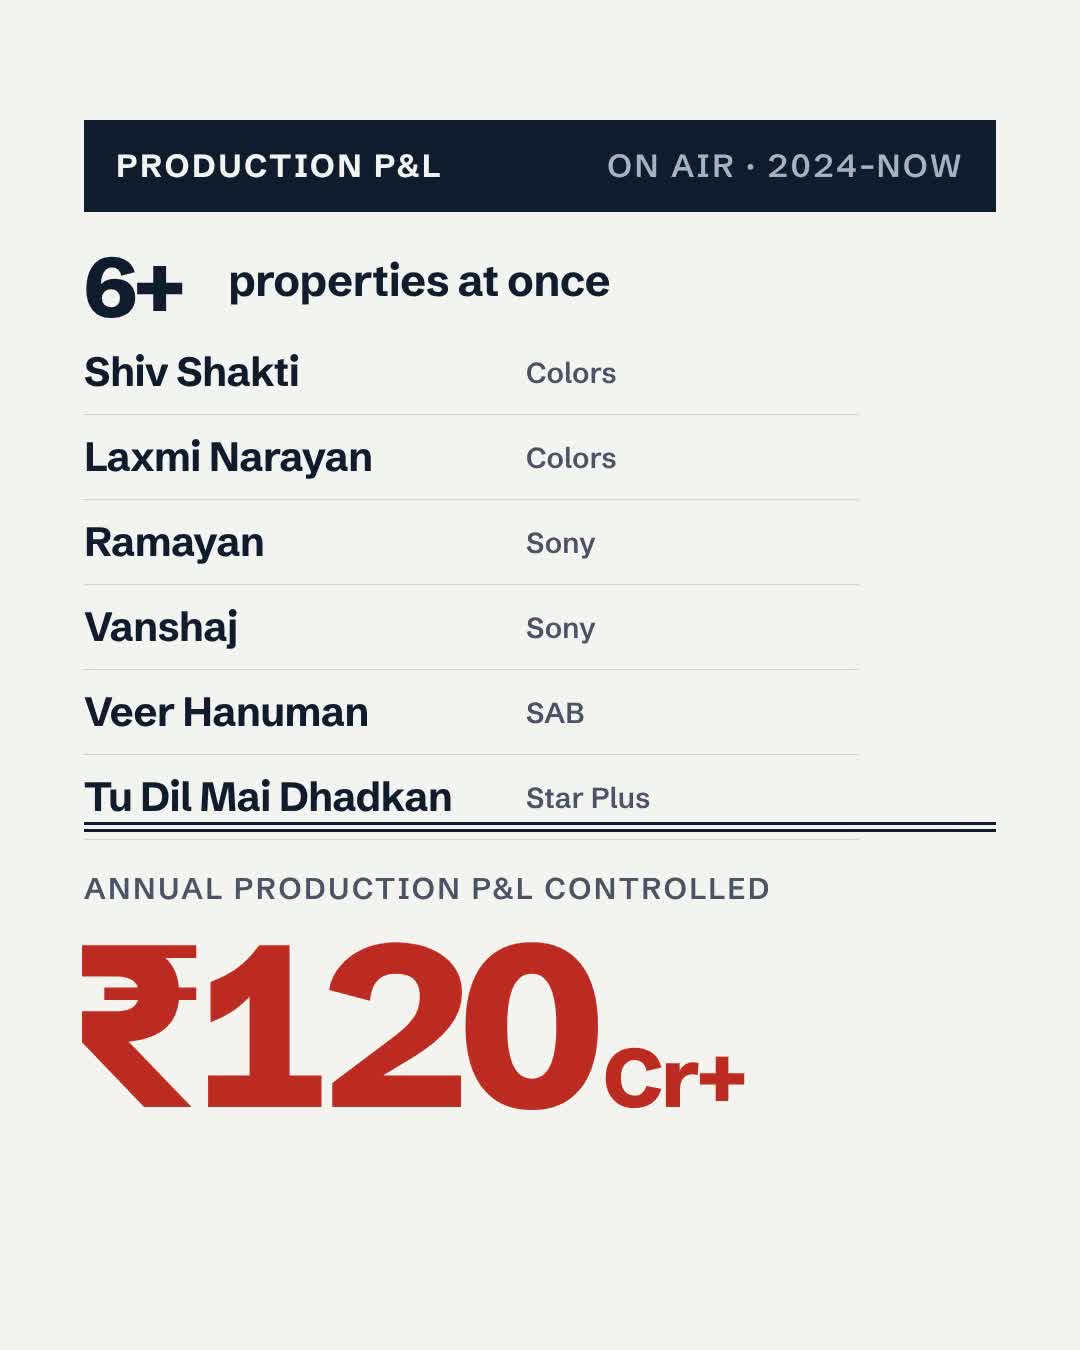 PRODUCTION P&L ON AIR · 2024–NOW
6+ properties at once
Shiv Shakti Colors
Laxmi Narayan Colors
Ramayan Sony
Vanshaj Sony
Veer Hanuman SAB
Tu Dil Mai Dhadkan Star Plus
ANNUAL PRODUCTION P&L CONTROLLED
₹120Cr+